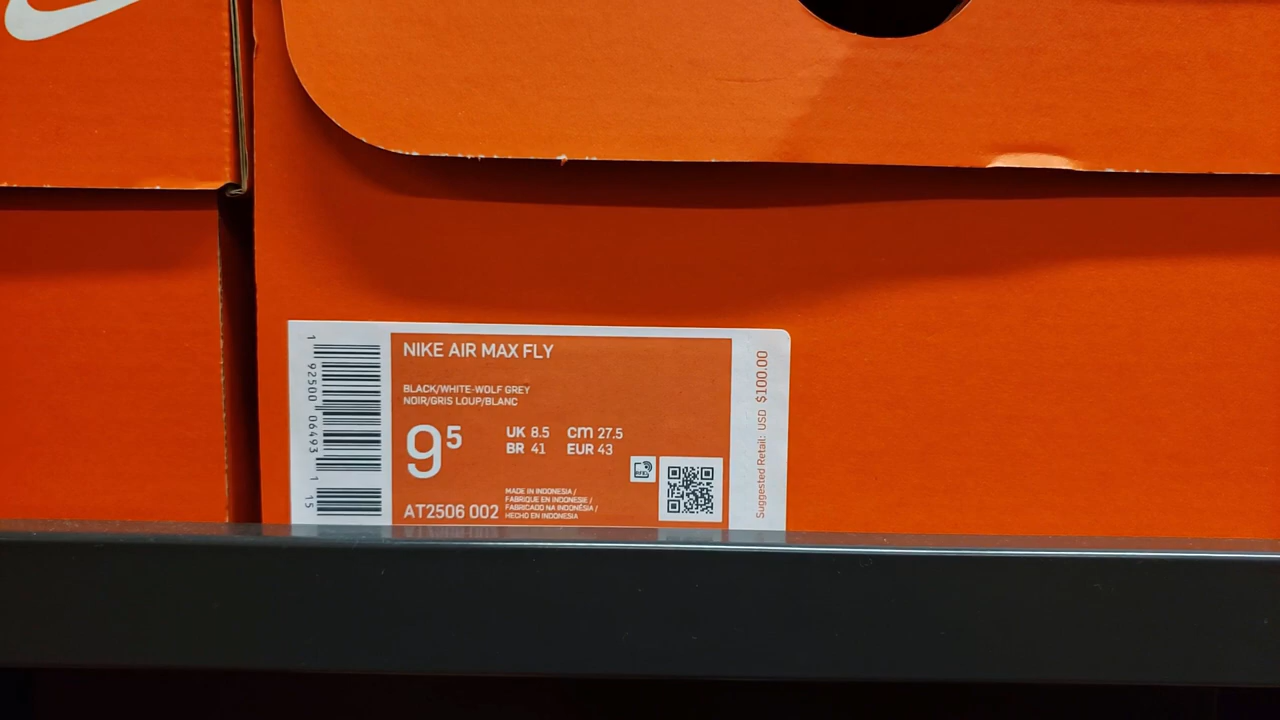 NIKE AIR MAX FLY
BLACK/WHITE-WOLF GREY
NOIR/GRIS LOUP/BLANC
9⁵
UK 8.5 cm 27.5
BR 41 EUR 43
AT2506 002
MADE IN INDONESIA /
FABRIQUE EN INDONESIE /
FABRICADO NA INDONÉSIA /
HECHO EN INDONESIA
RFID
1 92500 06493 1 15
Suggested Retail: USD $100.00